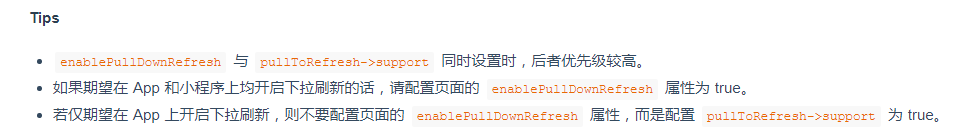 Tips
enablePullDownRefresh 与 pullToRefresh->support 同时设置时，后者优先级较高。
如果期望在 App 和小程序上均开启下拉刷新的话，请配置页面的 enablePullDownRefresh 属性为 true。
若仅期望在 App 上开启下拉刷新，则不要配置页面的 enablePullDownRefresh 属性，而是配置 pullToRefresh->support 为 true。